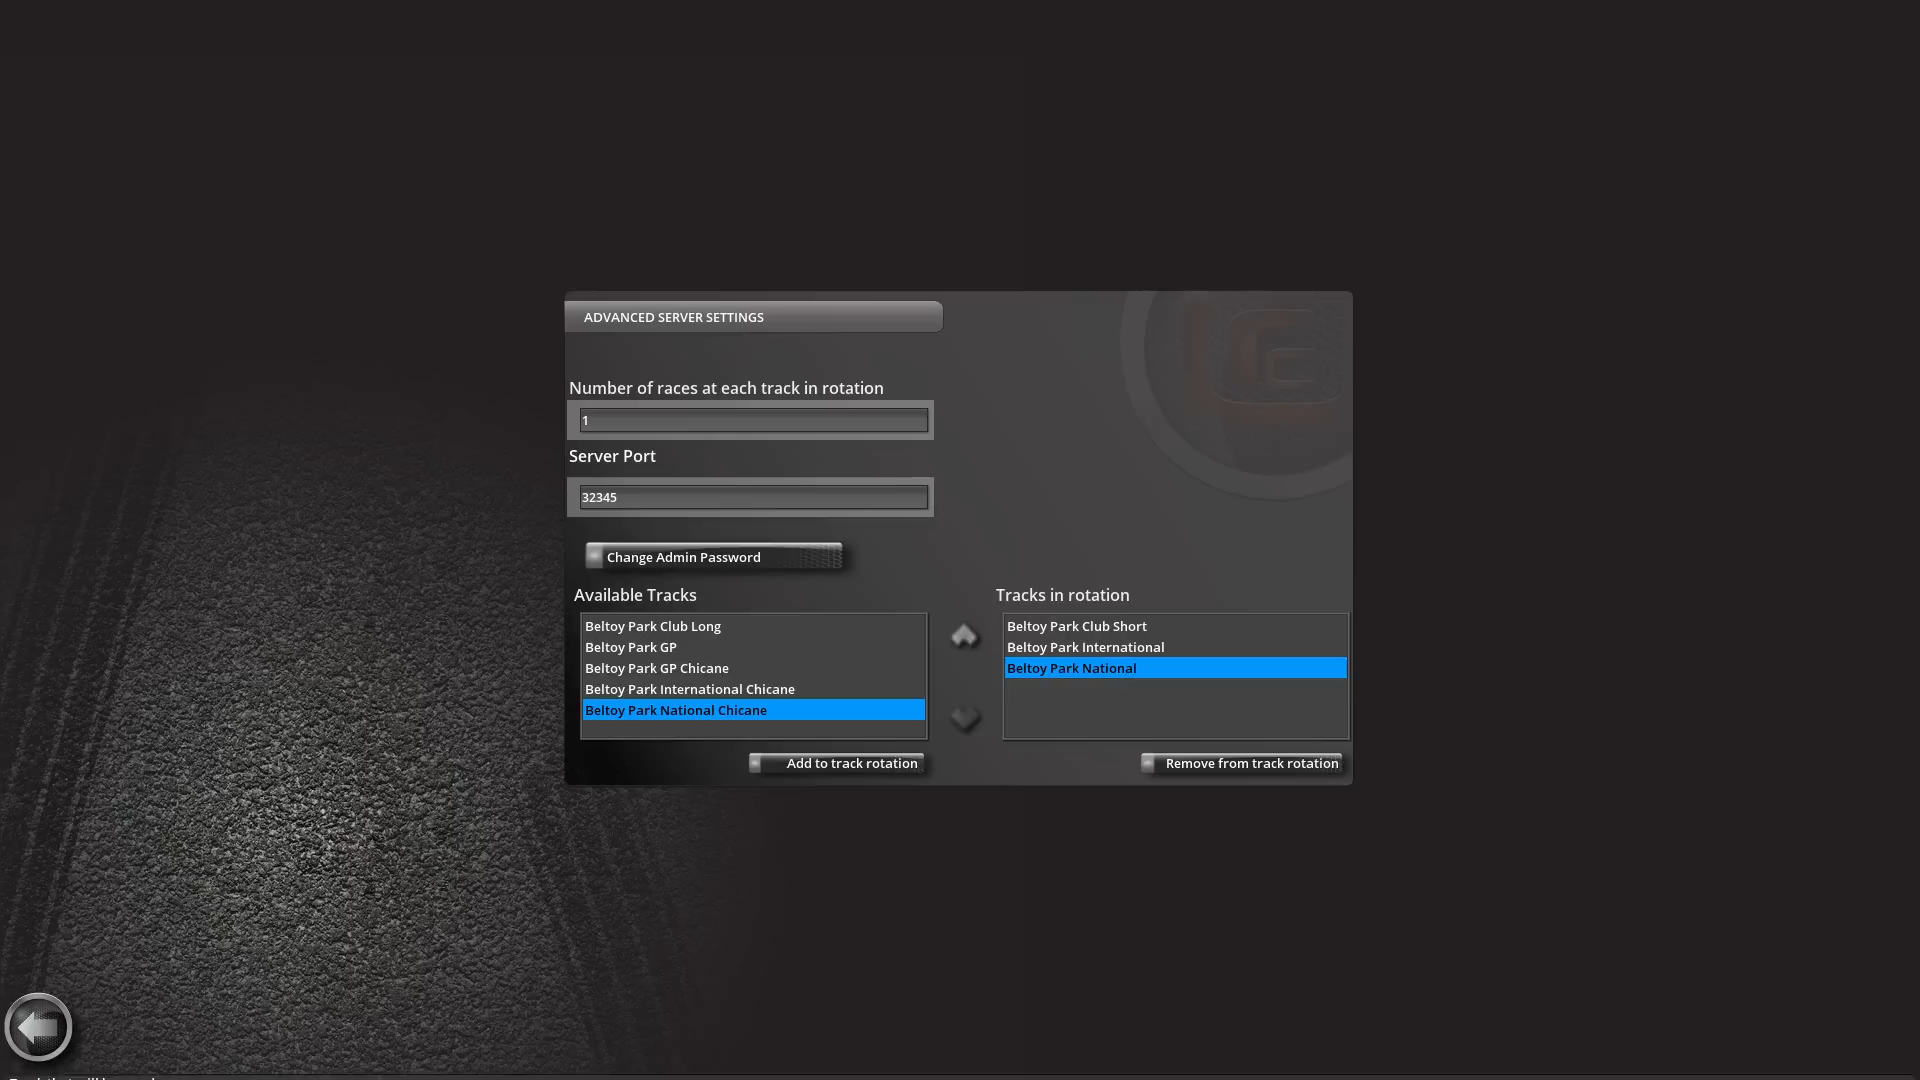 ADVANCED SERVER SETTINGS
Number of races at each track in rotation
1
Server Port
32345
Change Admin Password
Available Tracks
Beltoy Park Club Long
Beltoy Park GP
Beltoy Park GP Chicane
Beltoy Park International Chicane
Beltoy Park National Chicane
Add to track rotation
Tracks in rotation
Beltoy Park Club Short
Beltoy Park International
Beltoy Park National
Remove from track rotation